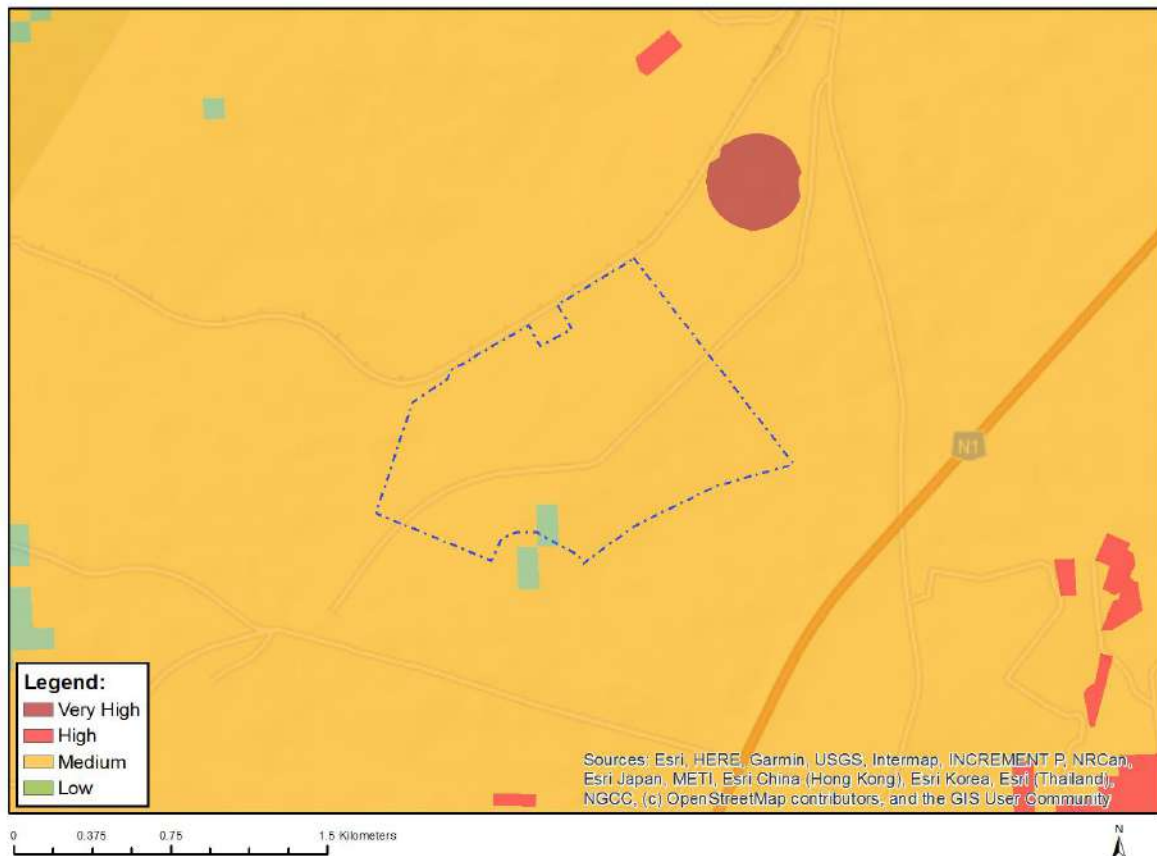 N1
Legend:
Very High
High
Medium
Low
Sources: Esri, HERE, Garmin, USGS, Intermap, INCREMENT P, NRCan,
Esri Japan, METI, Esri China (Hong Kong), Esri Korea, Esri (Thailand),
NGCC, (c) OpenStreetMap contributors, and the GIS User Community
0 0.375 0.75 1.5 Kilometers
N